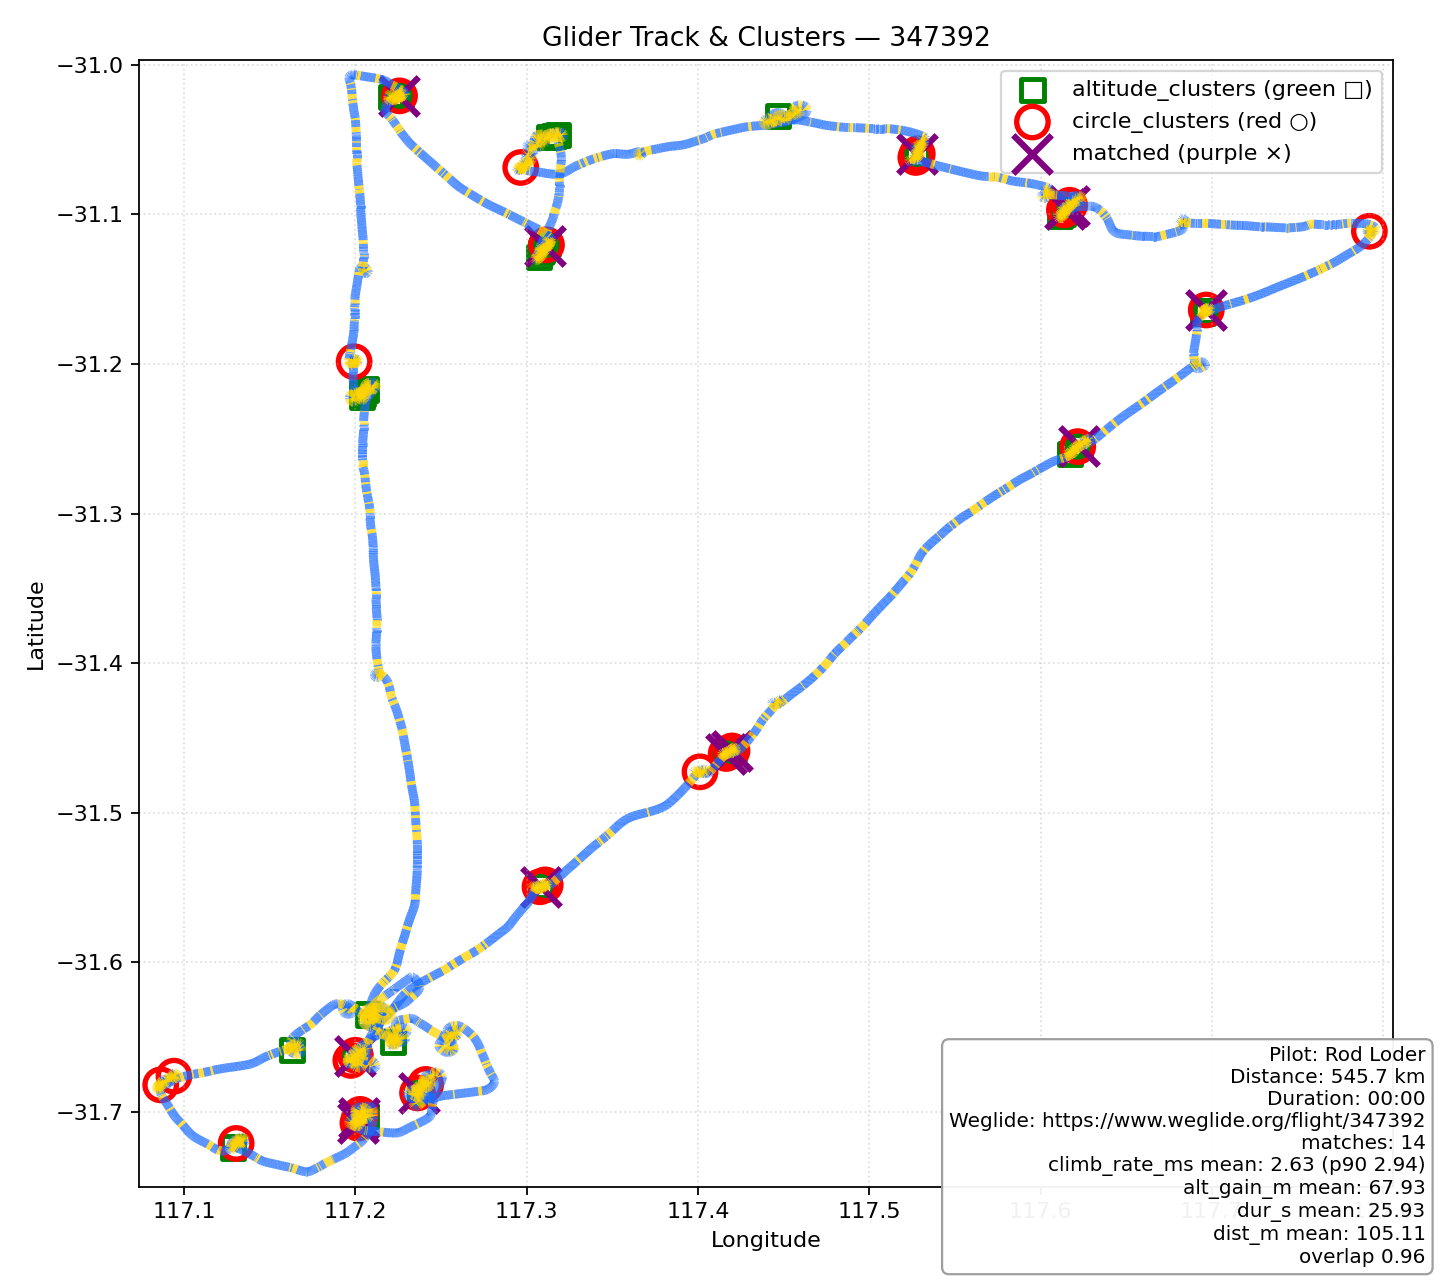 Glider Track & Clusters — 347392
altitude_clusters (green □)
circle_clusters (red ○)
matched (purple ×)
−31.0
−31.1
−31.2
−31.3
−31.4
−31.5
−31.6
−31.7
Latitude
117.1 117.2 117.3 117.4 117.5 117.6 117.7
Longitude
Pilot: Rod Loder
Distance: 545.7 km
Duration: 00:00
Weglide: https://www.weglide.org/flight/347392
matches: 14
climb_rate_ms mean: 2.63 (p90 2.94)
alt_gain_m mean: 67.93
dur_s mean: 25.93
dist_m mean: 105.11
overlap 0.96